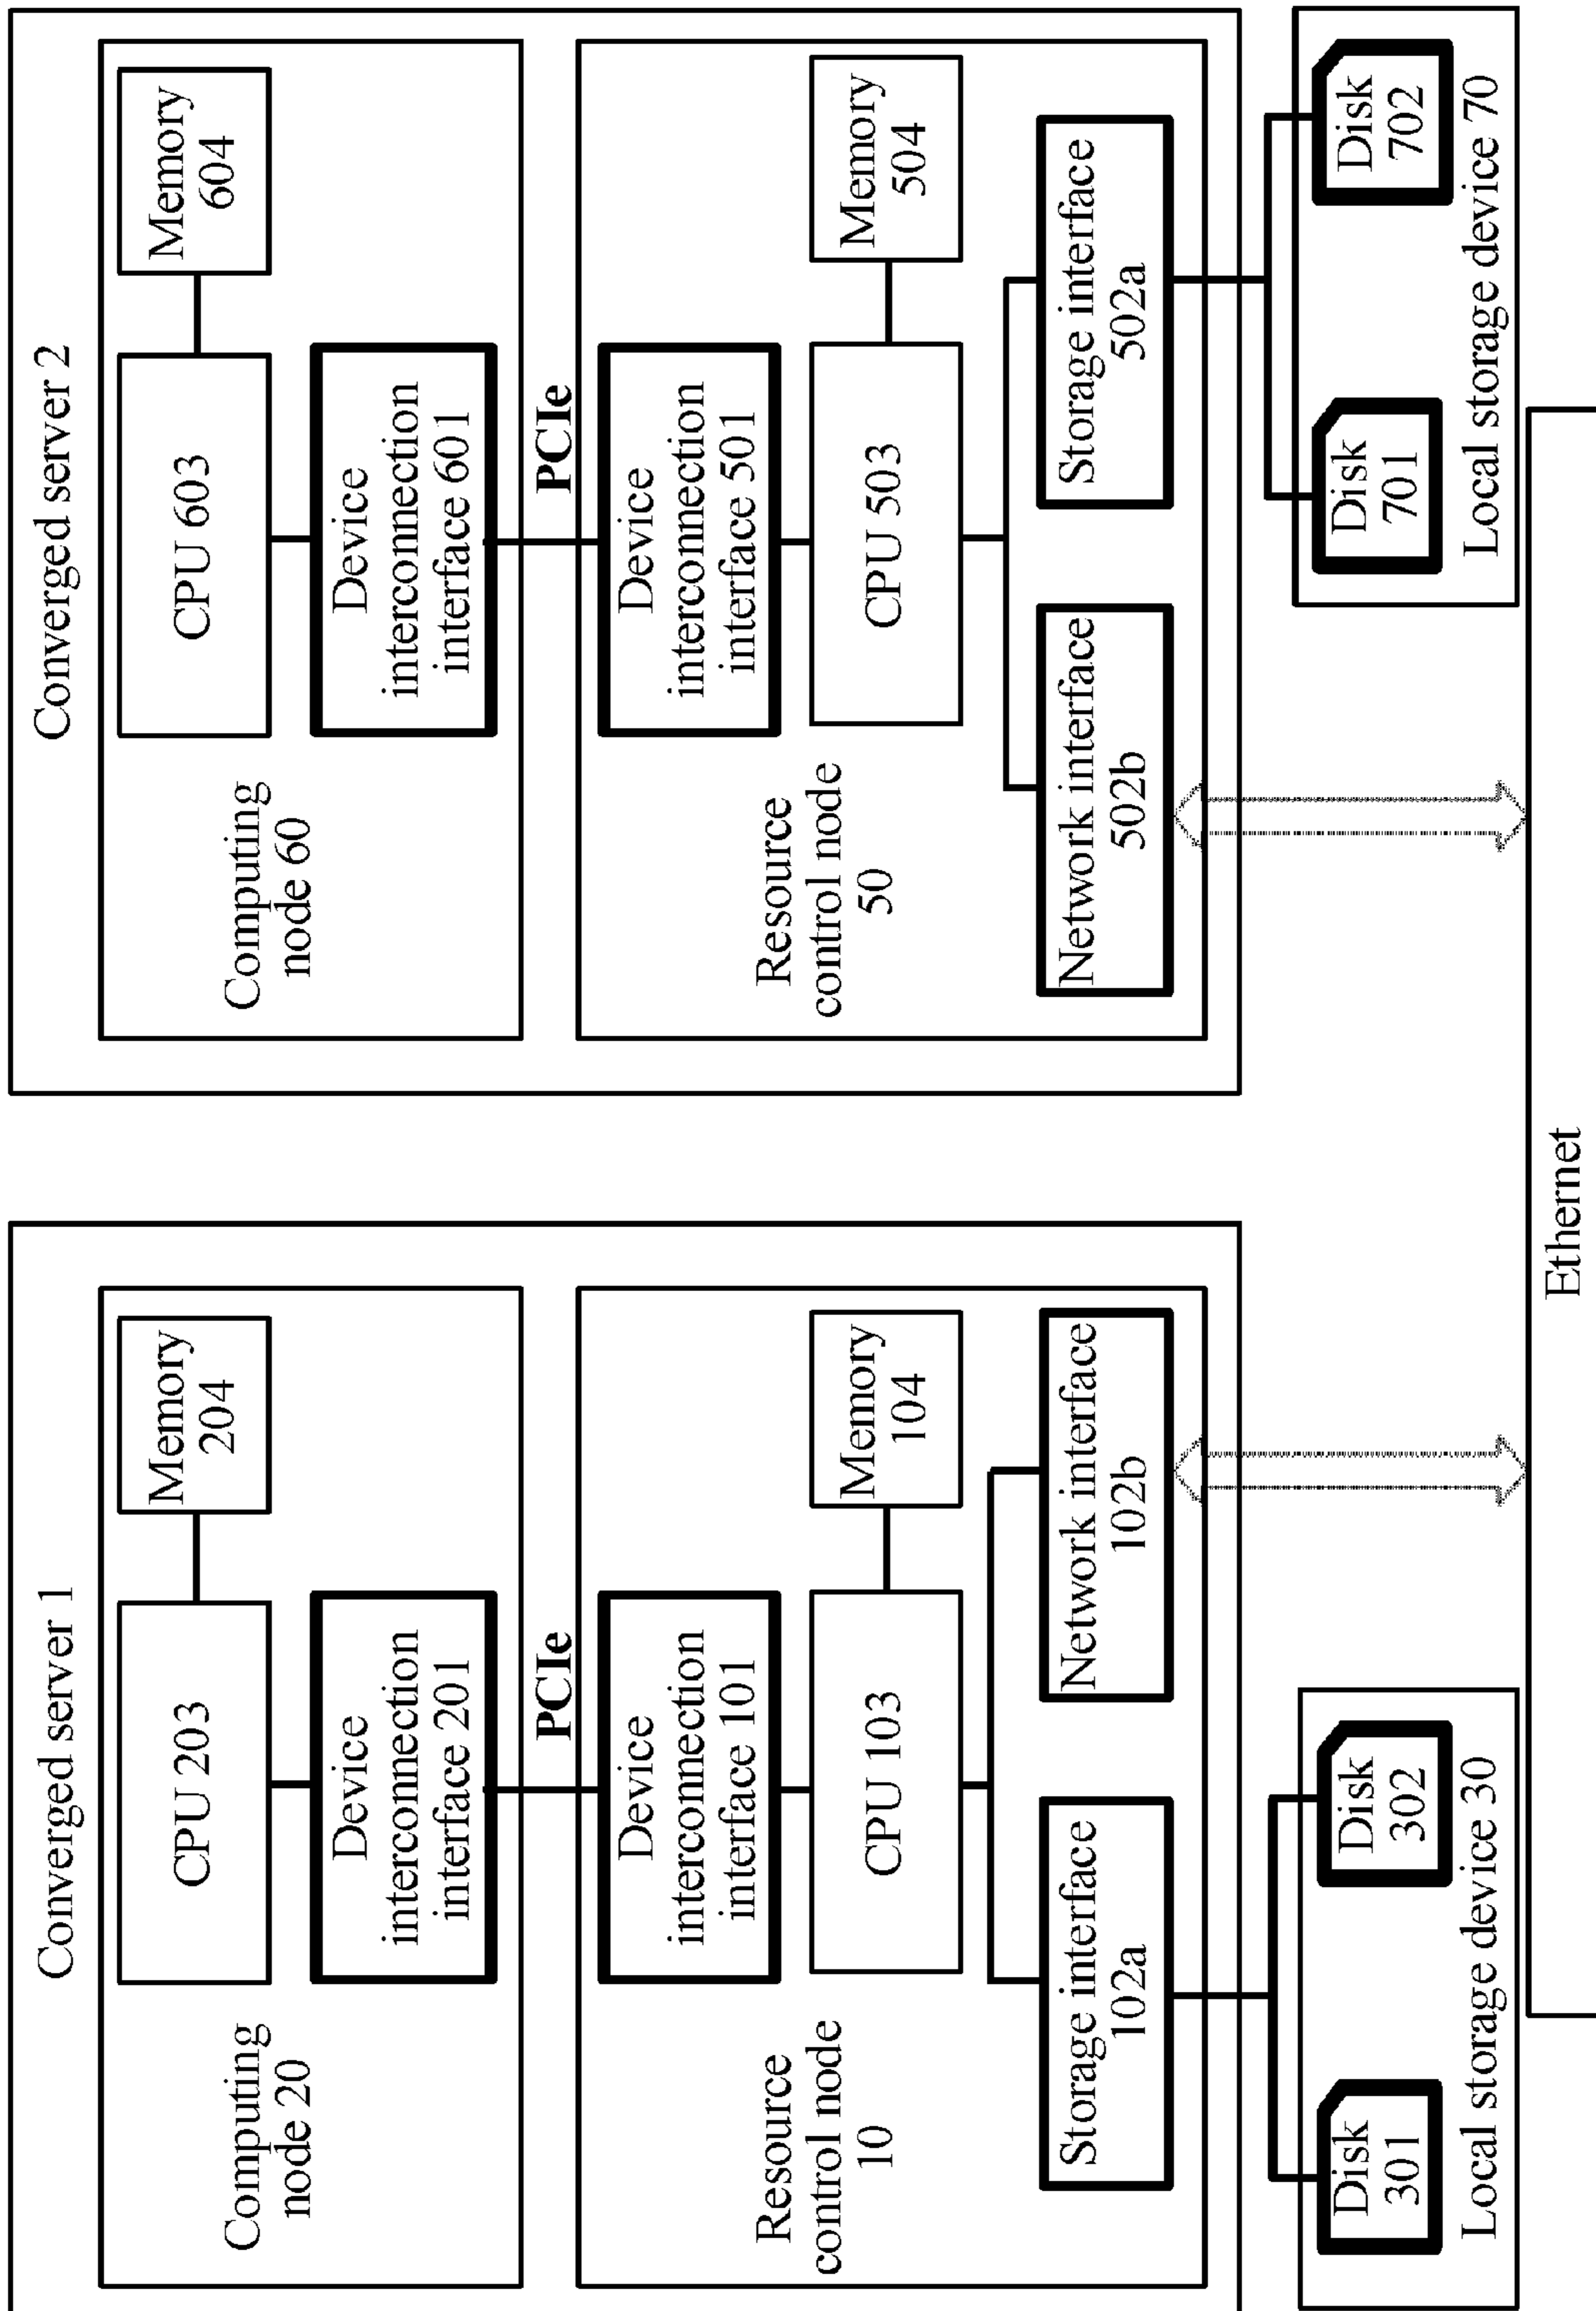 Converged server 1
Computing
node 20
CPU 203
Memory
204
Device
interconnection
interface 201
PCIe
Resource
control node
10
Device
interconnection
interface 101
CPU 103
Memory
104
Storage interface
102a
Network interface
102b
Disk
301
Disk
302
Local storage device 30
Converged server 2
Computing
node 60
CPU 603
Memory
604
Device
interconnection
interface 601
PCIe
Resource
control node
50
Device
interconnection
interface 501
CPU 503
Memory
504
Network interface
502b
Storage interface
502a
Disk
701
Disk
702
Local storage device 70
Ethernet